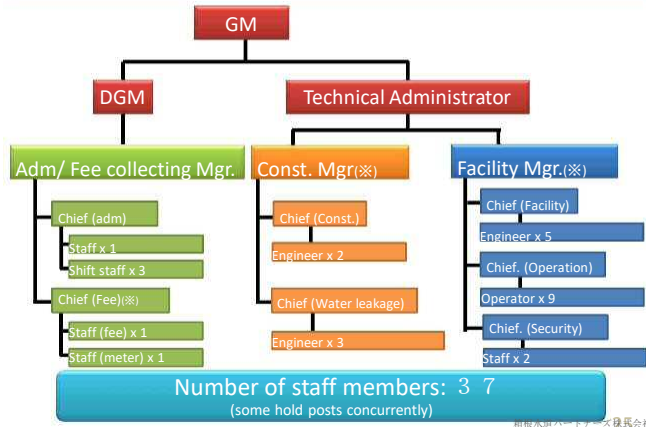 GM
DGM
Technical Administrator
Adm/ Fee collecting Mgr.
Const. Mgr(※)
Facility Mgr.(※)
Chief (adm)
Staff x 1
Shift staff x 3
Chief (Fee)(※)
Staff (fee) x 1
Staff (meter) x 1
Chief (Const.)
Engineer x 2
Chief (Water leakage)
Engineer x 3
Chief (Facility)
Engineer x 5
Chief. (Operation)
Operator x 9
Chief. (Security)
Staff x 2
Number of staff members: 3 7
(some hold posts concurrently)